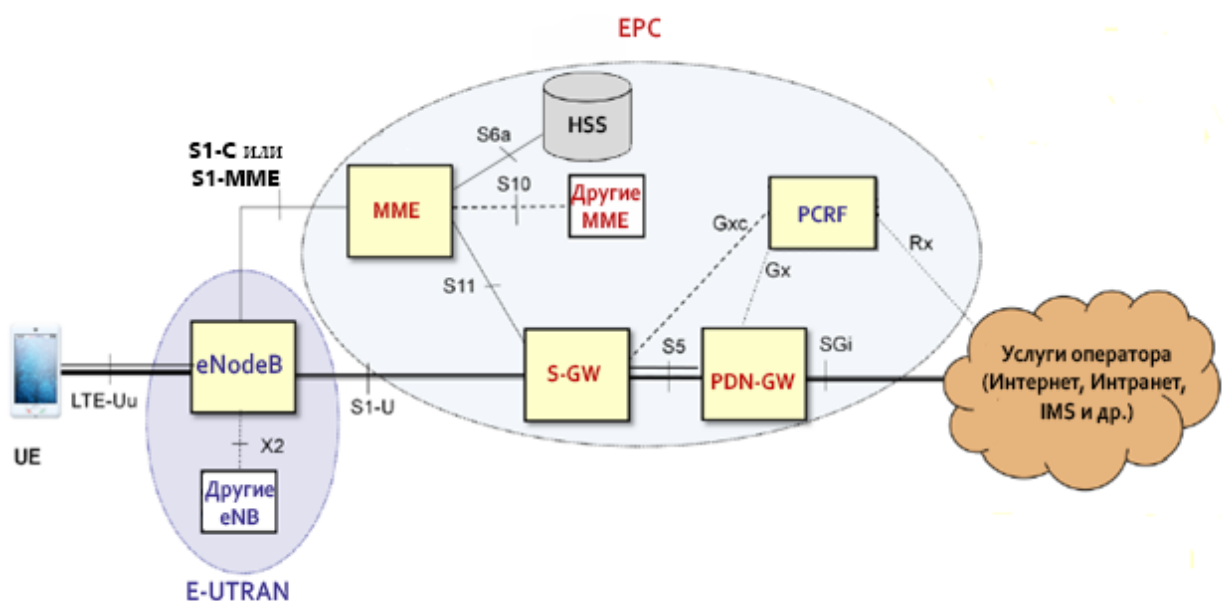 EPC
HSS
S6a
S1-C или
S1-MME
S10
MME
Другие
MME
PCRF
Gxc
Rx
Gx
S11
eNodeB
S-GW
S5
PDN-GW
SGi
Услуги оператора
(Интернет, Интранет,
IMS и др.)
LTE-Uu
S1-U
UE
X2
Другие
eNB
E-UTRAN